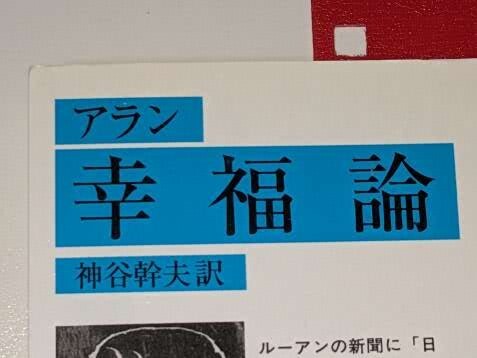 アラン
幸福論
神谷幹夫訳
ルーアンの新聞に「日